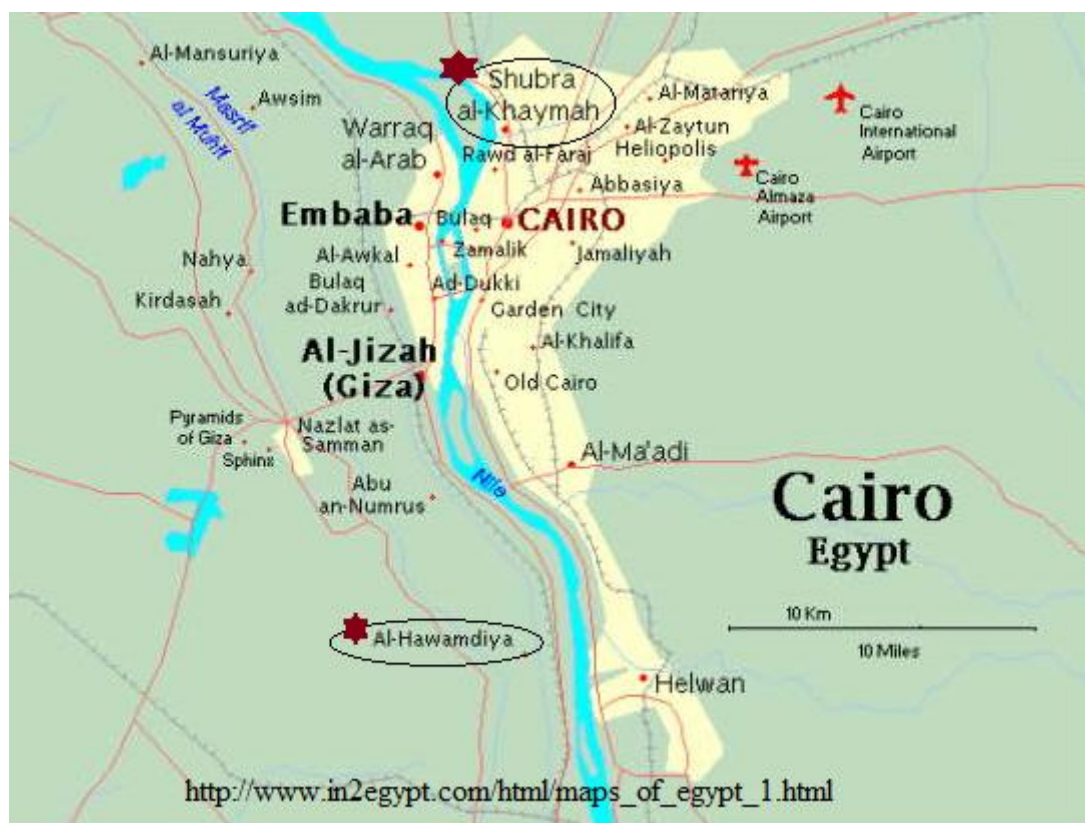 Al-Mansuriya
Awsim
Masrif
al Muhit
Shubra
al-Khaymah
Warraq
al-Arab
Rawd al-Faraj
Al-Matariya
Al-Zaytun
Heliopolis
Abbasiya
Cairo
International
Airport
Cairo
Almaza
Airport
Embaba
Bulaq
CAIRO
Zamalik
Jamaliyah
Al-Awkal
Nahya
Bulaq
ad-Dakrur
Ad-Dukki
Kirdasah
Garden City
Al-Khalifa
Al-Jizah
(Giza)
Old Cairo
Pyramids
of Giza
Sphinx
Nazlat as-
Samman
Al-Ma'adi
Nile
Abu
an-Numrus
Cairo
Egypt
10 Km
10 Miles
Al-Hawamdiya
Helwan
http://www.in2egypt.com/html/maps_of_egypt_1.html